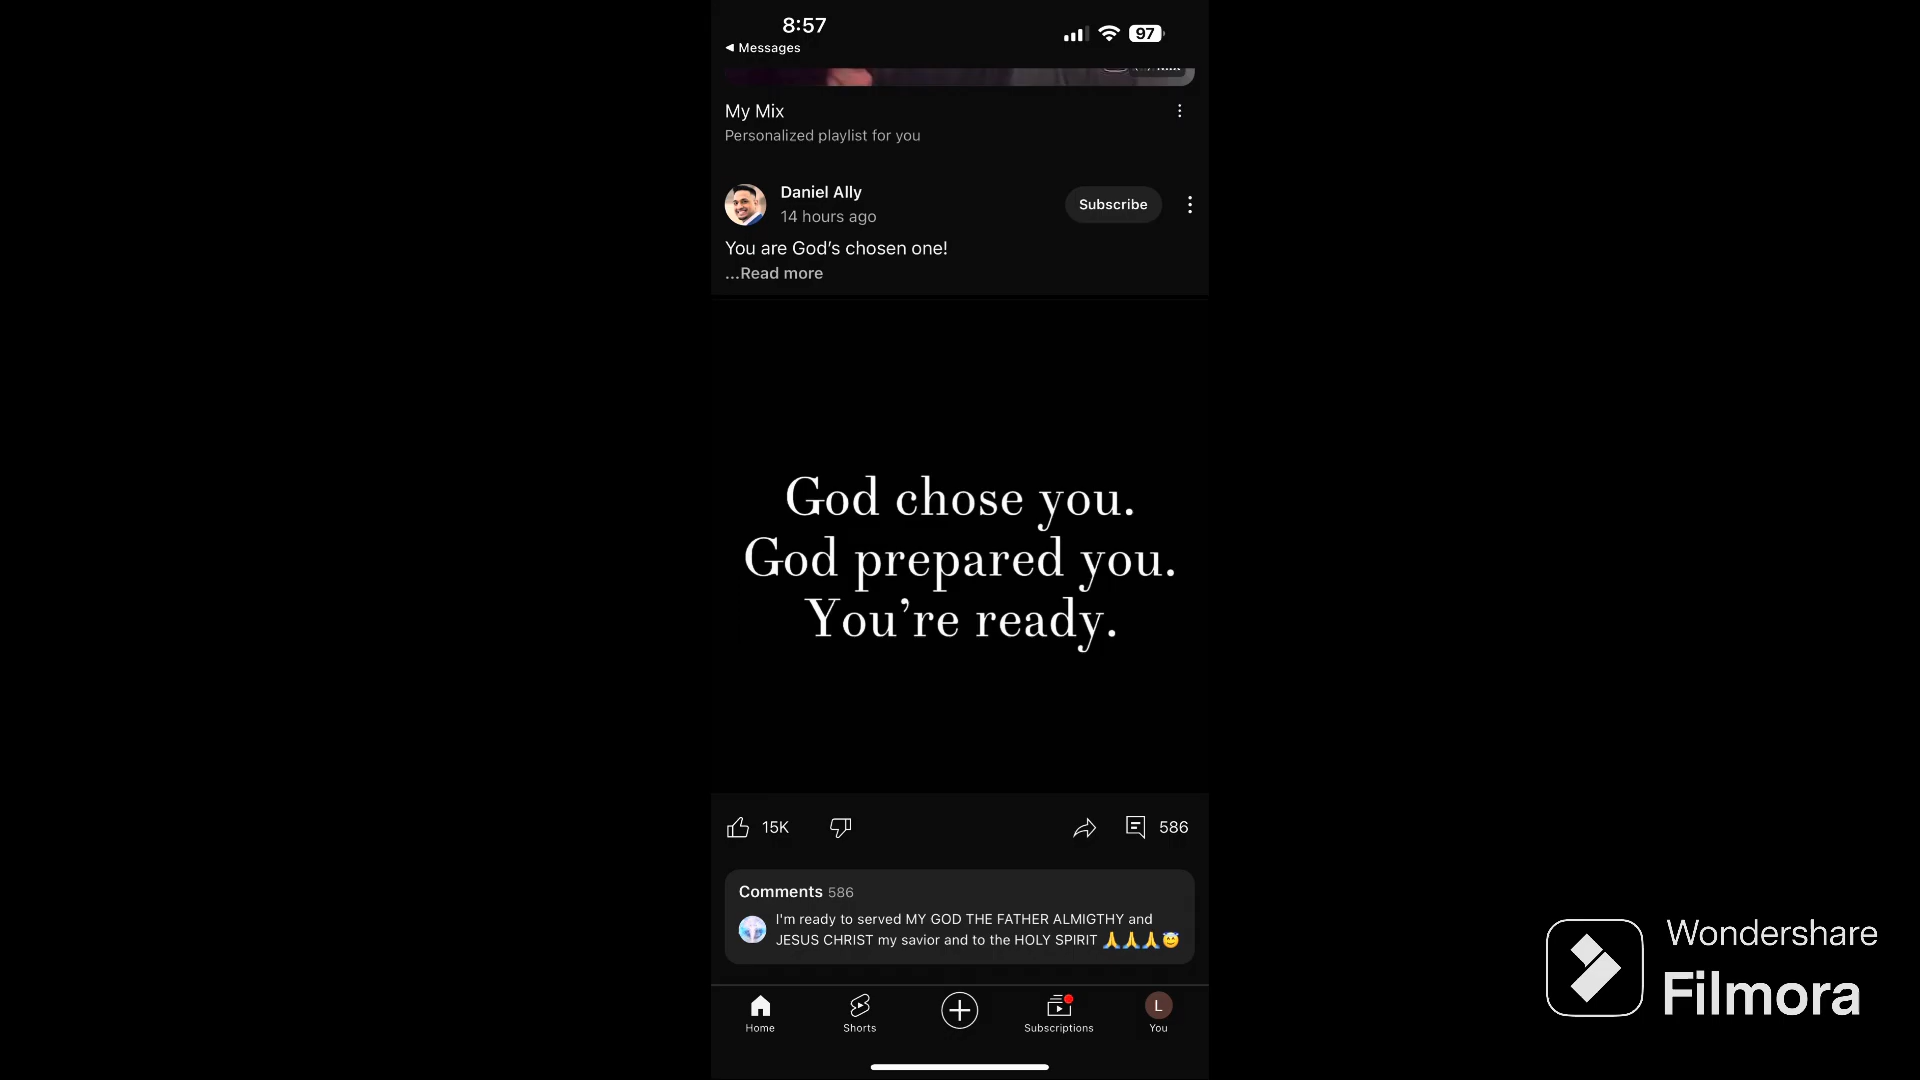 8:57
97
◀ Messages
My Mix
Personalized playlist for you
Daniel Ally
14 hours ago
Subscribe
You are God’s chosen one!
...Read more
God chose you.
God prepared you.
You’re ready.
15K
586
Comments 586
I'm ready to served MY GOD THE FATHER ALMIGTHY and
JESUS CHRIST my savior and to the HOLY SPIRIT 🙏🙏🙏😇
Home
Shorts
Subscriptions
L
You
Wondershare
Filmora